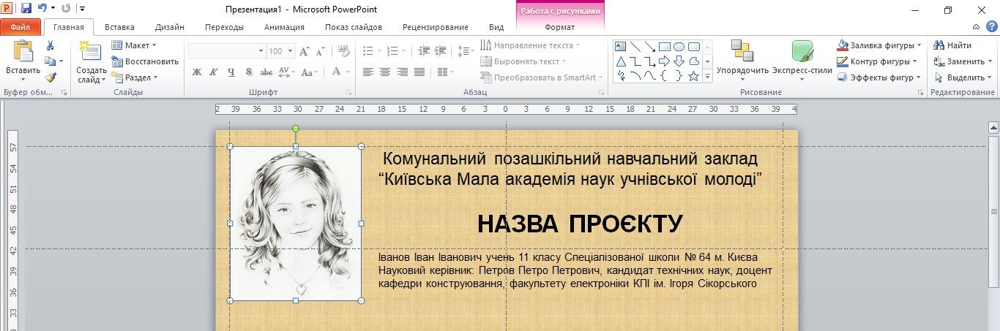 Презентация1 - Microsoft PowerPoint
Работа с рисунками
Файл Главная Вставка Дизайн Переходы Анимация Показ слайдов Рецензирование Вид Формат
Вставить
Буфер обм...
Создать слайд
Макет
Восстановить
Раздел
Слайды
100
Ж К Ч S abc AV Aa А
Шрифт
Направление текста
Выровнять текст
Преобразовать в SmartArt
Абзац
Упорядочить
Экспресс-стили
Заливка фигуры
Контур фигуры
Эффекты фигур
Рисование
Найти
Заменить
Выделить
Редактирование
2 39 36 33 30 27 24 21 18 15 12 9 6 3 0 3 6 9 12 15 18 21 24 27 30 33 36 39 4
57
54
51
48
45
42
39
36
33
Комунальний позашкільний навчальний заклад
“Київська Мала академія наук учнівської молоді”
НАЗВА ПРОЄКТУ
Іванов Іван Іванович учень 11 класу Спеціалізованої школи № 64 м. Києва
Науковий керівник: Петров Петро Петрович, кандидат технічних наук, доцент
кафедри конструювання, факультету електроніки КПІ ім. Ігоря Сікорського